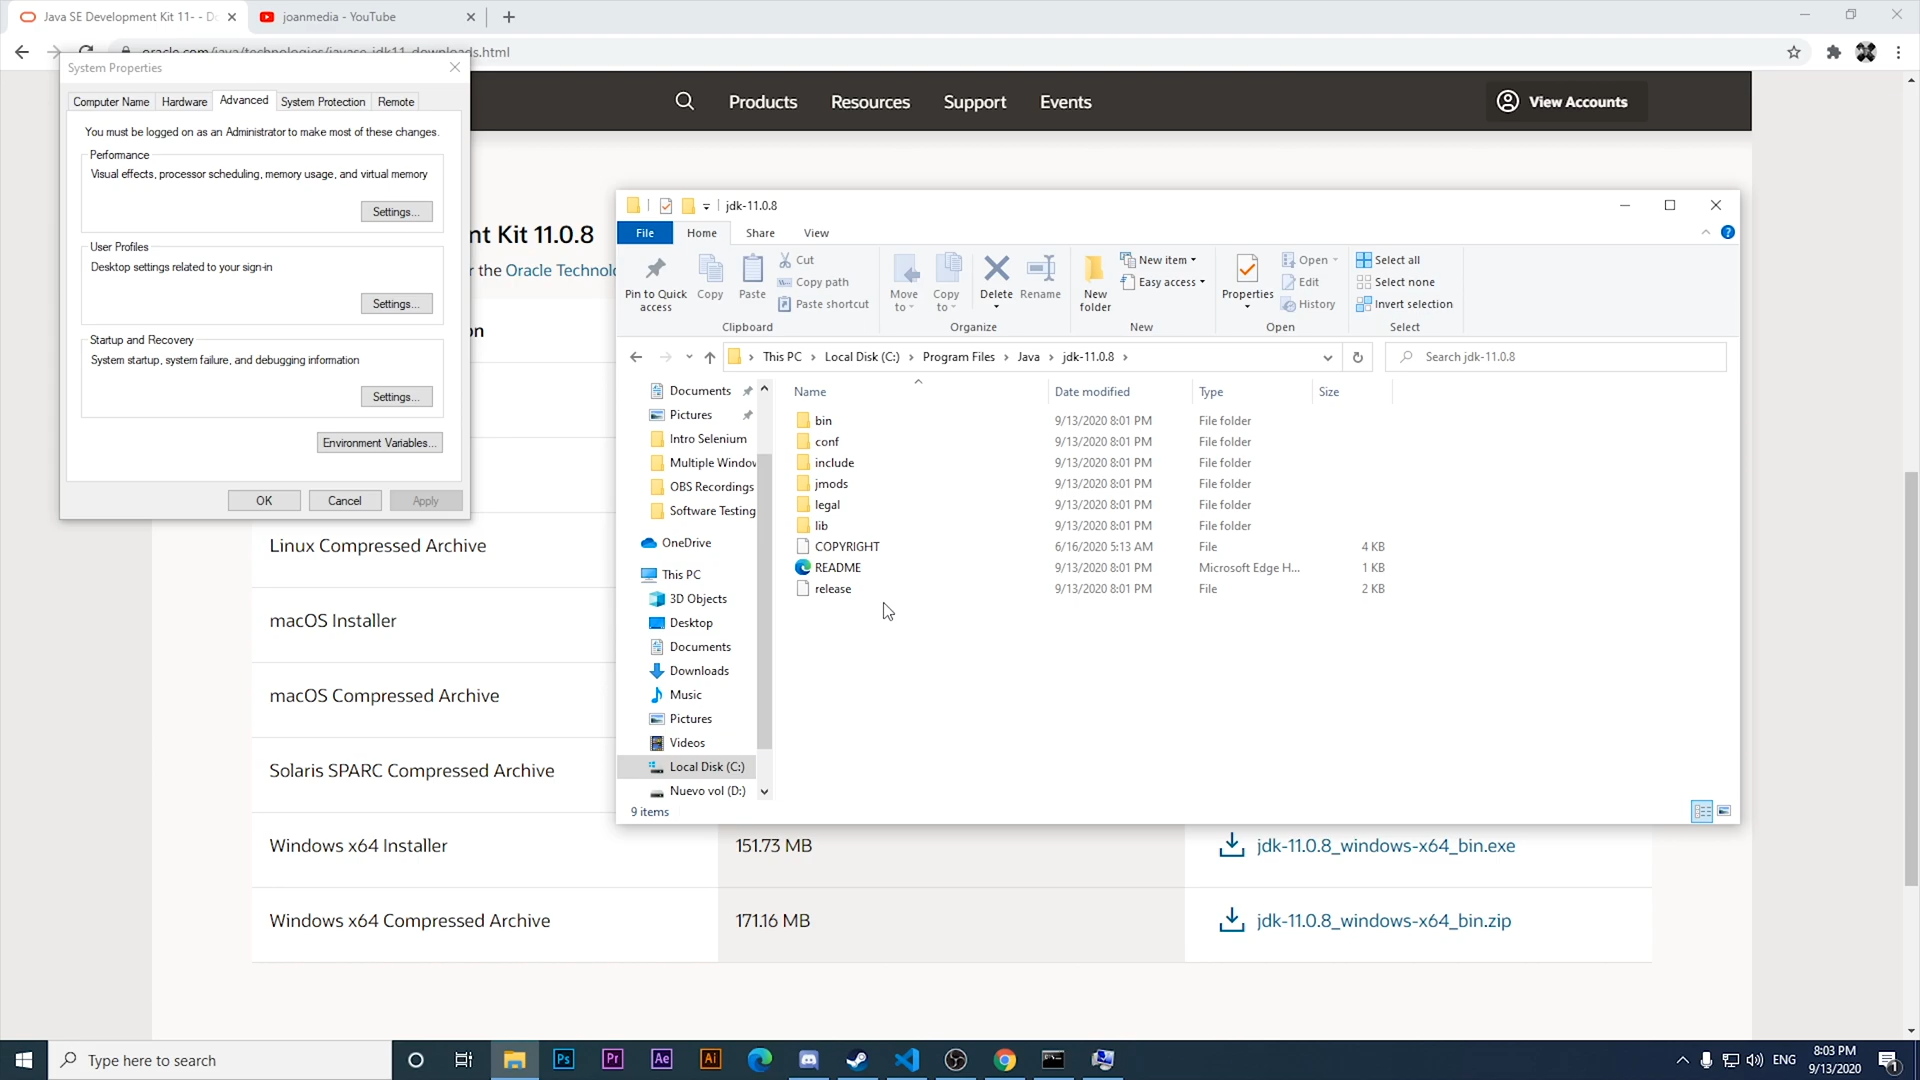 Java SE Development Kit 11- - Do
joanmedia - YouTube
oracle.com/java/technologies/javase-jdk11-downloads.html
System Properties
Computer Name
Hardware
Advanced
System Protection
Remote
You must be logged on as an Administrator to make most of these changes.
Performance
Visual effects, processor scheduling, memory usage, and virtual memory
Settings...
User Profiles
Desktop settings related to your sign-in
Settings...
Startup and Recovery
System startup, system failure, and debugging information
Settings...
Environment Variables...
OK
Cancel
Apply
Products
Resources
Support
Events
View Accounts
nt Kit 11.0.8
r the Oracle Technolo
on
jdk-11.0.8
File
Home
Share
View
Pin to Quick
access
Copy
Paste
Cut
Copy path
Paste shortcut
Clipboard
Move
to
Copy
to
Delete
Rename
Organize
New
folder
New item
Easy access
New
Properties
Open
Edit
History
Open
Select all
Select none
Invert selection
Select
This PC
Local Disk (C:)
Program Files
Java
jdk-11.0.8
Search jdk-11.0.8
Documents
Pictures
Intro Selenium
Multiple Window
OBS Recordings
Software Testing
OneDrive
This PC
3D Objects
Desktop
Documents
Downloads
Music
Pictures
Videos
Local Disk (C:)
Nuevo vol (D:)
Name Date modified Type Size
bin 9/13/2020 8:01 PM File folder
conf 9/13/2020 8:01 PM File folder
include 9/13/2020 8:01 PM File folder
jmods 9/13/2020 8:01 PM File folder
legal 9/13/2020 8:01 PM File folder
lib 9/13/2020 8:01 PM File folder
COPYRIGHT 6/16/2020 5:13 AM File 4 KB
README 9/13/2020 8:01 PM Microsoft Edge H... 1 KB
release 9/13/2020 8:01 PM File 2 KB
9 items
Linux Compressed Archive
macOS Installer
macOS Compressed Archive
Solaris SPARC Compressed Archive
Windows x64 Installer 151.73 MB jdk-11.0.8_windows-x64_bin.exe
Windows x64 Compressed Archive 171.16 MB jdk-11.0.8_windows-x64_bin.zip
Type here to search
Ps
Pr
Ae
Ai
ENG
8:03 PM
9/13/2020
1